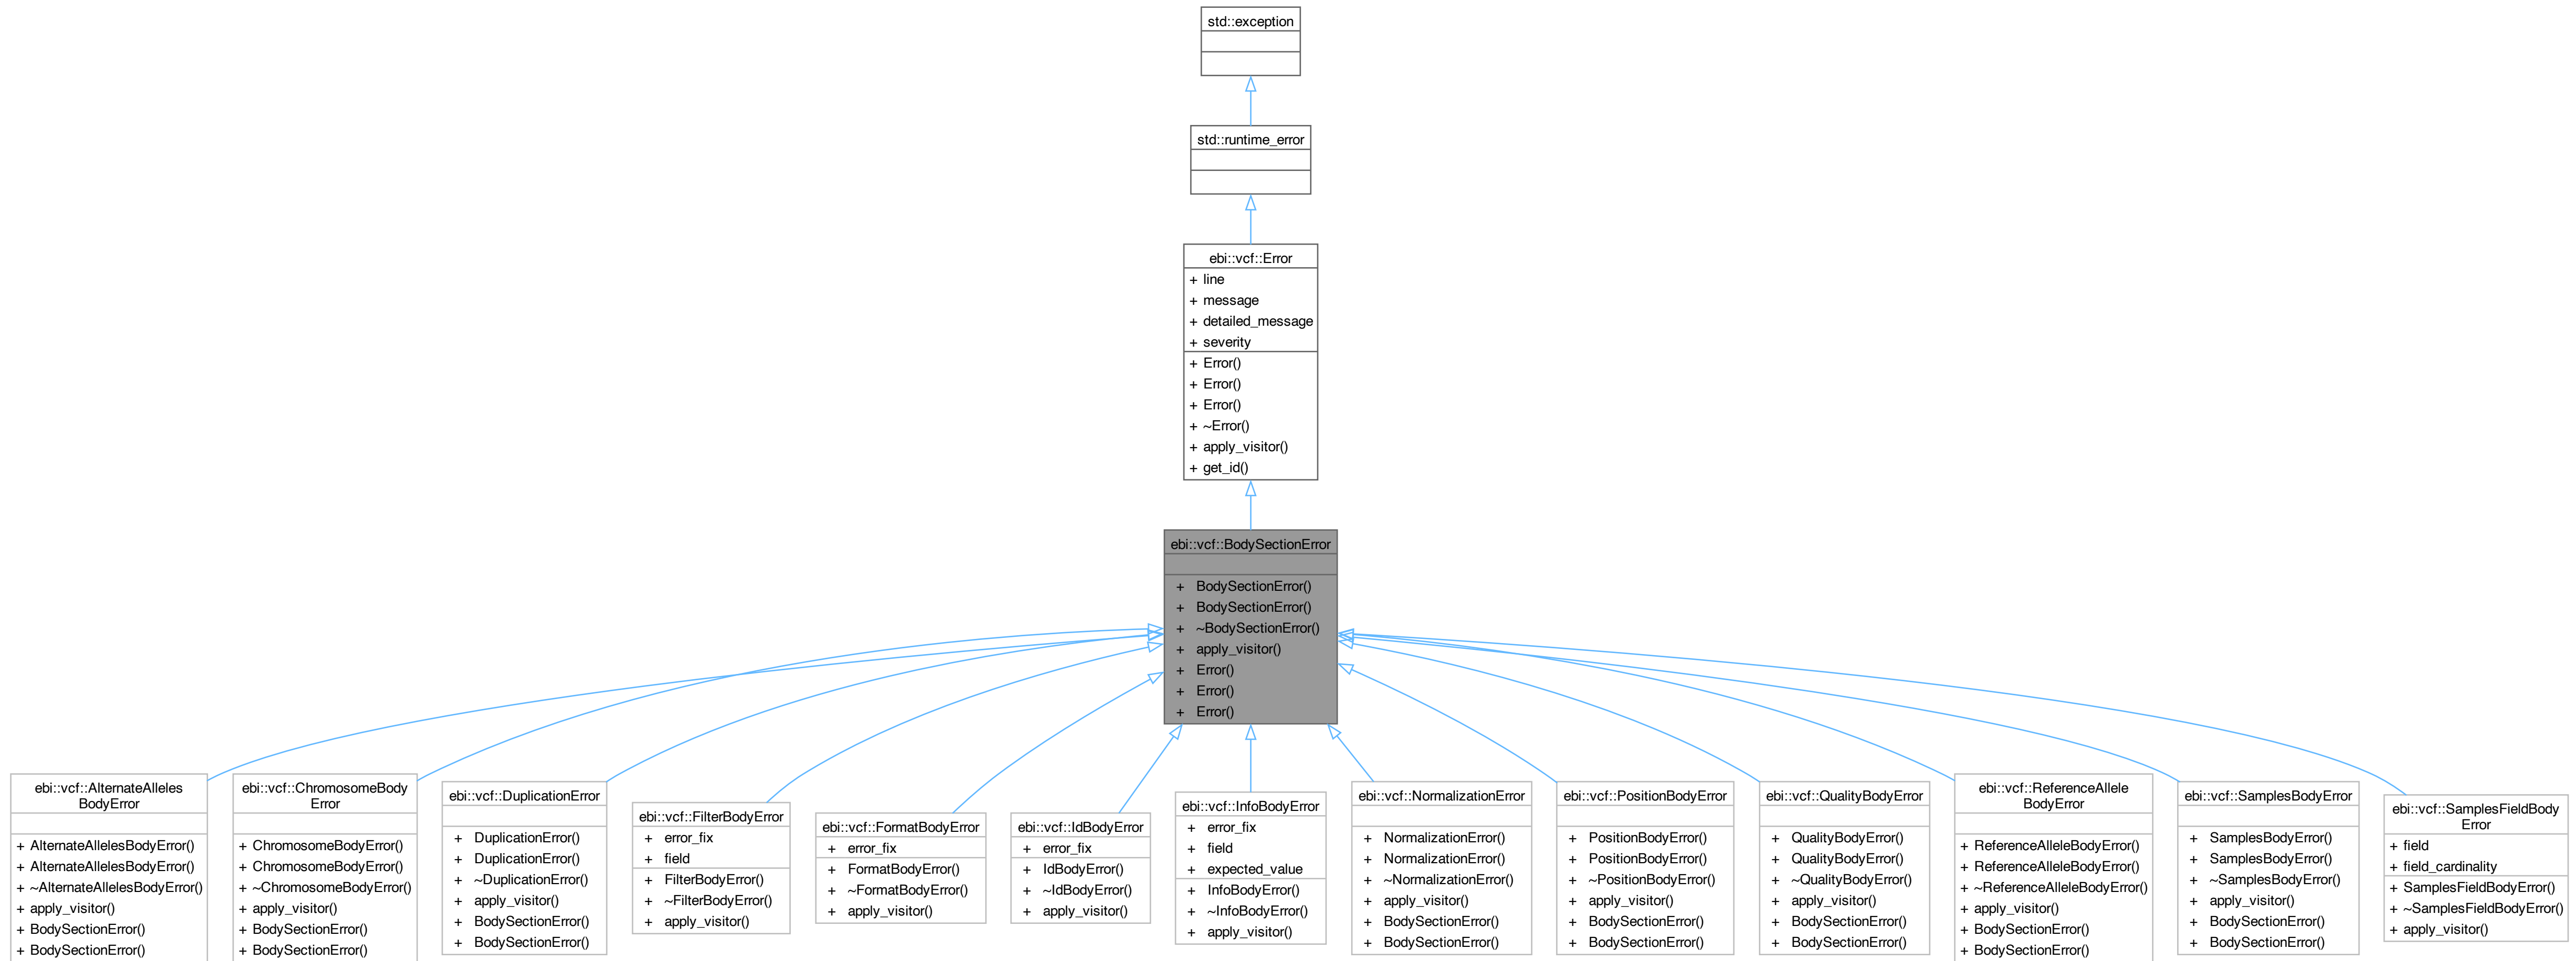 std::exception
std::runtime_error
ebi::vcf::Error
+ line
+ message
+ detailed_message
+ severity
+ Error()
+ Error()
+ Error()
+ ~Error()
+ apply_visitor()
+ get_id()
ebi::vcf::BodySectionError
+ BodySectionError()
+ BodySectionError()
+ ~BodySectionError()
+ apply_visitor()
+ Error()
+ Error()
+ Error()
ebi::vcf::AlternateAlleles
BodyError
+ AlternateAllelesBodyError()
+ AlternateAllelesBodyError()
+ ~AlternateAllelesBodyError()
+ apply_visitor()
+ BodySectionError()
+ BodySectionError()
ebi::vcf::ChromosomeBody
Error
+ ChromosomeBodyError()
+ ChromosomeBodyError()
+ ~ChromosomeBodyError()
+ apply_visitor()
+ BodySectionError()
+ BodySectionError()
ebi::vcf::DuplicationError
+ DuplicationError()
+ DuplicationError()
+ ~DuplicationError()
+ apply_visitor()
+ BodySectionError()
+ BodySectionError()
ebi::vcf::FilterBodyError
+ error_fix
+ field
+ FilterBodyError()
+ ~FilterBodyError()
+ apply_visitor()
ebi::vcf::FormatBodyError
+ error_fix
+ FormatBodyError()
+ ~FormatBodyError()
+ apply_visitor()
ebi::vcf::IdBodyError
+ error_fix
+ IdBodyError()
+ ~IdBodyError()
+ apply_visitor()
ebi::vcf::InfoBodyError
+ error_fix
+ field
+ expected_value
+ InfoBodyError()
+ ~InfoBodyError()
+ apply_visitor()
ebi::vcf::NormalizationError
+ NormalizationError()
+ NormalizationError()
+ ~NormalizationError()
+ apply_visitor()
+ BodySectionError()
+ BodySectionError()
ebi::vcf::PositionBodyError
+ PositionBodyError()
+ PositionBodyError()
+ ~PositionBodyError()
+ apply_visitor()
+ BodySectionError()
+ BodySectionError()
ebi::vcf::QualityBodyError
+ QualityBodyError()
+ QualityBodyError()
+ ~QualityBodyError()
+ apply_visitor()
+ BodySectionError()
+ BodySectionError()
ebi::vcf::ReferenceAllele
BodyError
+ ReferenceAlleleBodyError()
+ ReferenceAlleleBodyError()
+ ~ReferenceAlleleBodyError()
+ apply_visitor()
+ BodySectionError()
+ BodySectionError()
ebi::vcf::SamplesBodyError
+ SamplesBodyError()
+ SamplesBodyError()
+ ~SamplesBodyError()
+ apply_visitor()
+ BodySectionError()
+ BodySectionError()
ebi::vcf::SamplesFieldBody
Error
+ field
+ field_cardinality
+ SamplesFieldBodyError()
+ ~SamplesFieldBodyError()
+ apply_visitor()